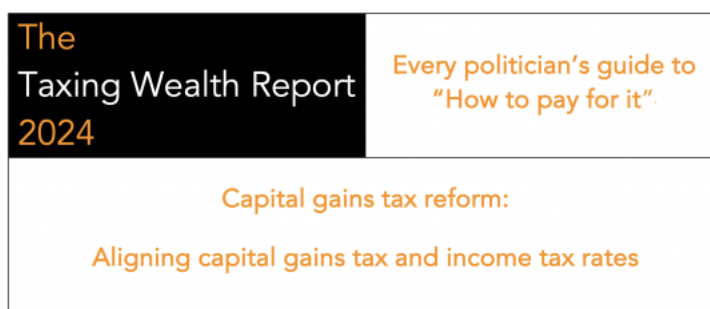 The
Taxing Wealth Report
2024
Every politician’s guide to
“How to pay for it”
Capital gains tax reform:
Aligning capital gains tax and income tax rates